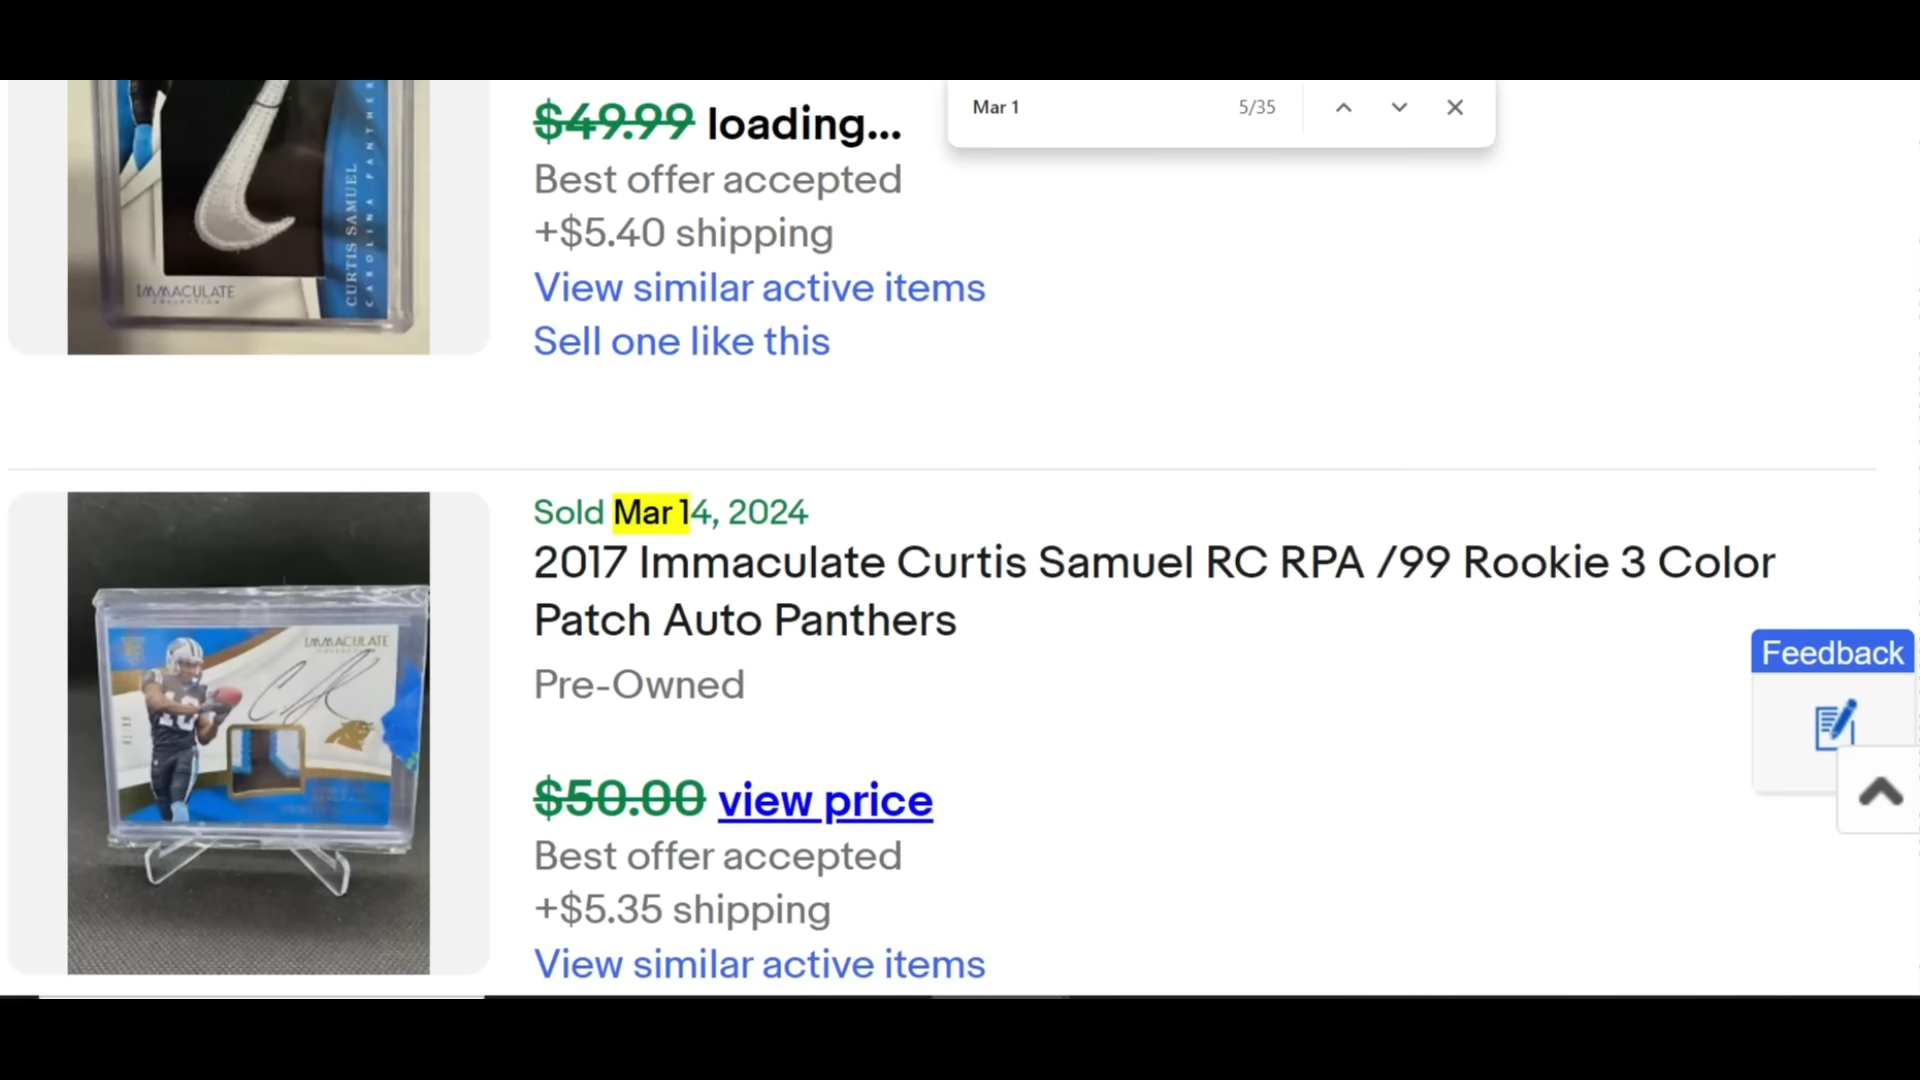 $49.99 loading...
Mar 1
5/35
Best offer accepted
+$5.40 shipping
View similar active items
Sell one like this
CURTIS SAMUEL
CAROLINA PANTHER
IMMACULATE
COLLECTION
Sold Mar 14, 2024
2017 Immaculate Curtis Samuel RC RPA /99 Rookie 3 Color
Patch Auto Panthers
Pre-Owned
$50.00 view price
Best offer accepted
+$5.35 shipping
View similar active items
IMMACULATE
Feedback